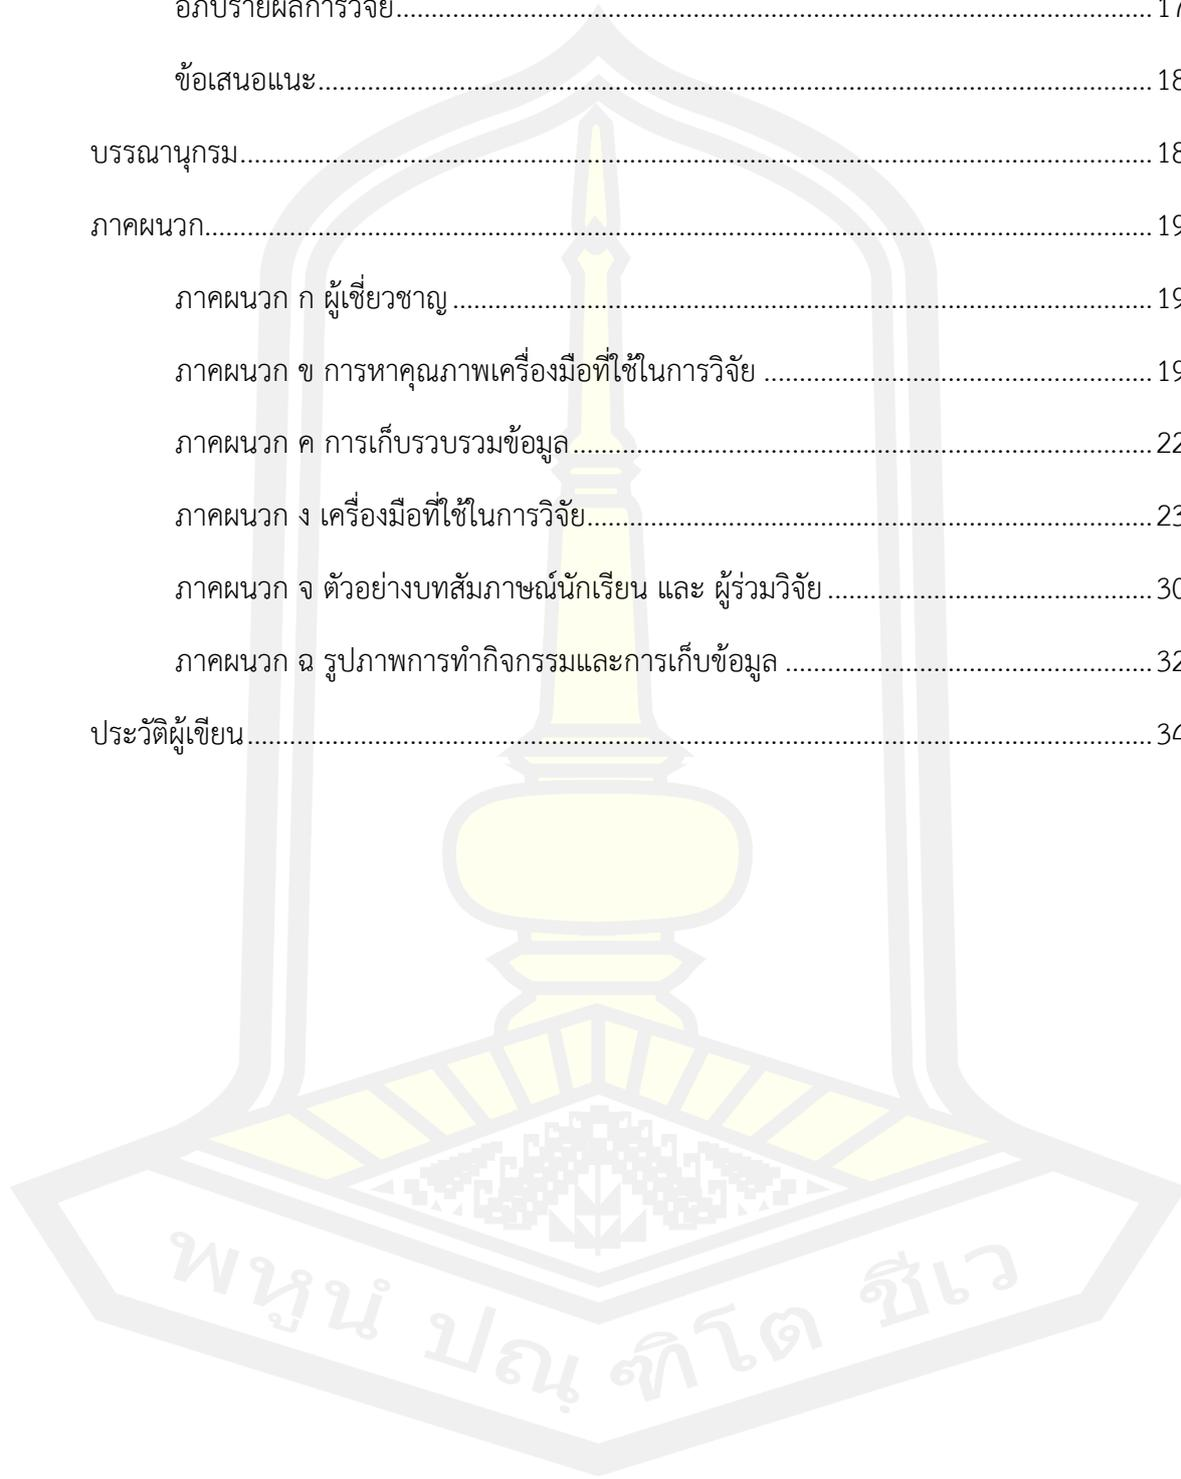 อภิปรายผลการวิจัย.......................................................................................................... 17
ข้อเสนอแนะ..................................................................................................................... 18
บรรณานุกรม................................................................................................................................ 18
ภาคผนวก..................................................................................................................................... 19
ภาคผนวก ก ผู้เชี่ยวชาญ .................................................................................................. 19
ภาคผนวก ข การหาคุณภาพเครื่องมือที่ใช้ในการวิจัย ...................................................... 19
ภาคผนวก ค การเก็บรวบรวมข้อมูล................................................................................. 22
ภาคผนวก ง เครื่องมือที่ใช้ในการวิจัย............................................................................... 23
ภาคผนวก จ ตัวอย่างบทสัมภาษณ์นักเรียน และ ผู้ร่วมวิจัย ............................................. 30
ภาคผนวก ฉ รูปภาพการทำกิจกรรมและการเก็บข้อมูล ................................................... 32
ประวัติผู้เขียน ............................................................................................................................... 34
พหูนํ ปณฺฑิโต ชีเว